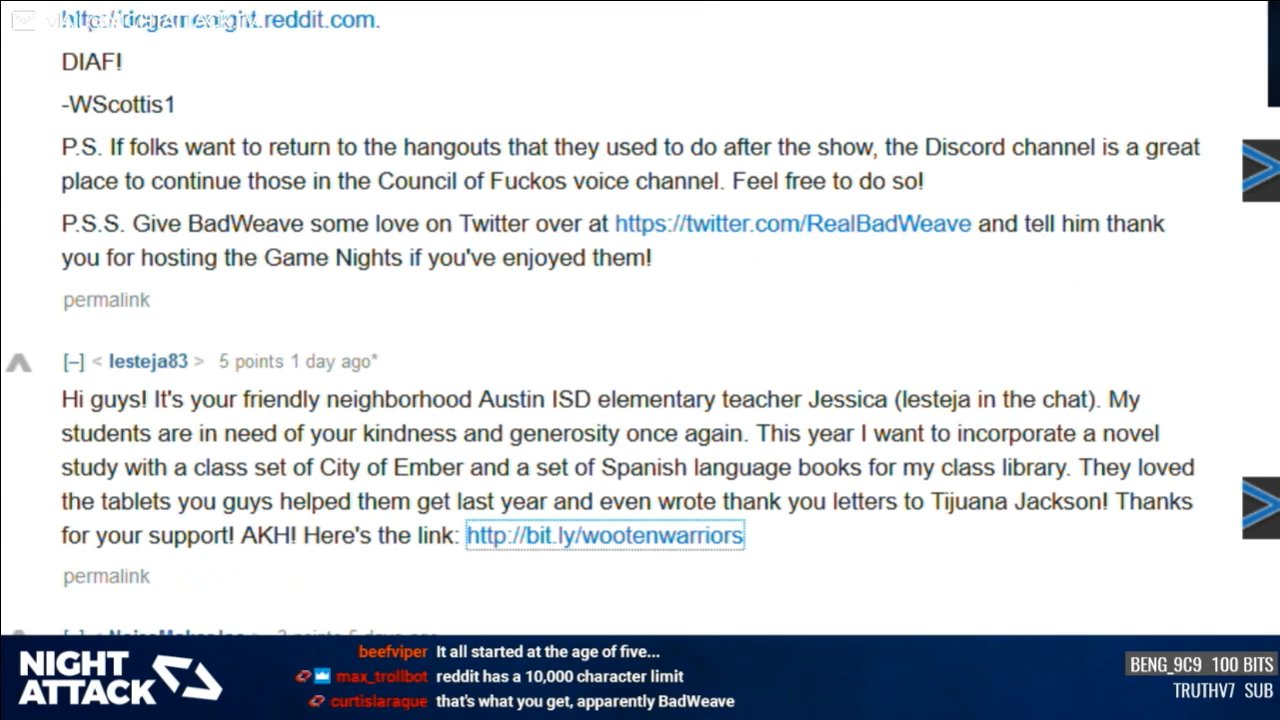 .reddit.com.
DIAF!
-WScottis1
P.S. If folks want to return to the hangouts that they used to do after the show, the Discord channel is a great
place to continue those in the Council of Fuckos voice channel. Feel free to do so!
P.S.S. Give BadWeave some love on Twitter over at https://twitter.com/RealBadWeave and tell him thank
you for hosting the Game Nights if you've enjoyed them!
permalink
[–] < lesteja83 > 5 points 1 day ago*
Hi guys! It's your friendly neighborhood Austin ISD elementary teacher Jessica (lesteja in the chat). My
students are in need of your kindness and generosity once again. This year I want to incorporate a novel
study with a class set of City of Ember and a set of Spanish language books for my class library. They loved
the tablets you guys helped them get last year and even wrote thank you letters to Tijuana Jackson! Thanks
for your support! AKH! Here's the link: http://bit.ly/wootenwarriors
permalink
NIGHT
ATTACK
beefviper It all started at the age of five...
max_trollbot reddit has a 10,000 character limit
curtislaraque that's what you get, apparently BadWeave
BENG_9C9 100 BITS
TRUTHV7 SUB